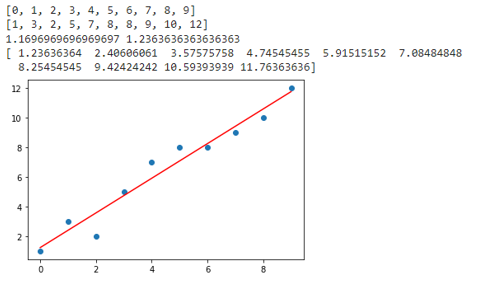 [0, 1, 2, 3, 4, 5, 6, 7, 8, 9]
[1, 3, 2, 5, 7, 8, 8, 9, 10, 12]
1.1696969696969697 1.2363636363636363
[ 1.23636364  2.40606061  3.57575758  4.74545455  5.91515152  7.08484848
  8.25454545  9.42424242 10.59393939 11.76363636]
12
10
8
6
4
2
0 2 4 6 8